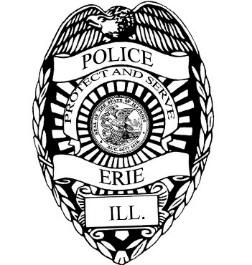 POLICE
PROTECT AND SERVE
ERIE
ILL.